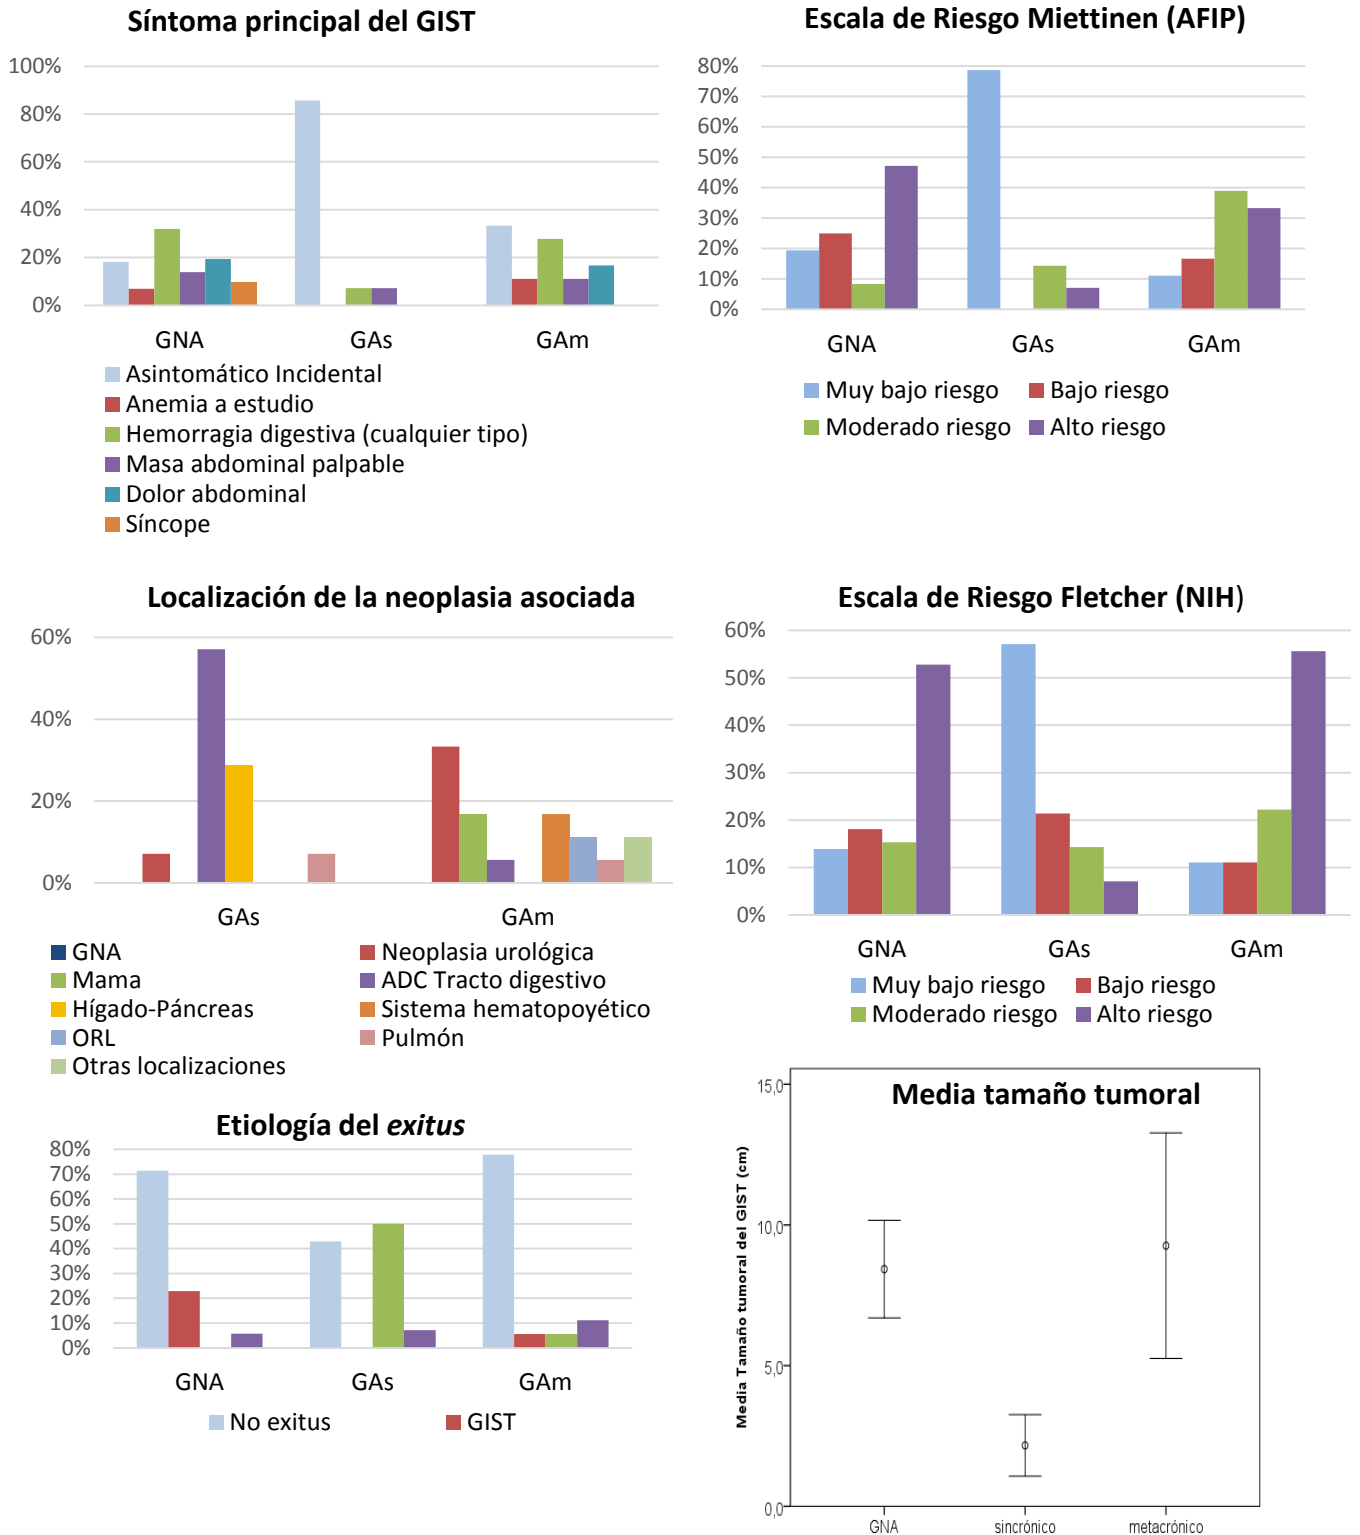 Síntoma principal del GIST
100%
80%
60%
40%
20%
0%
GNA GAs GAm
Asintomático Incidental
Anemia a estudio
Hemorragia digestiva (cualquier tipo)
Masa abdominal palpable
Dolor abdominal
Síncope
Escala de Riesgo Miettinen (AFIP)
80%
70%
60%
50%
40%
30%
20%
10%
0%
GNA GAs GAm
Muy bajo riesgo Bajo riesgo
Moderado riesgo Alto riesgo
Localización de la neoplasia asociada
60%
40%
20%
0%
GAs GAm
GNA Neoplasia urológica
Mama ADC Tracto digestivo
Hígado-Páncreas Sistema hematopoyético
ORL Pulmón
Otras localizaciones
Escala de Riesgo Fletcher (NIH)
60%
50%
40%
30%
20%
10%
0%
GNA GAs GAm
Muy bajo riesgo Bajo riesgo
Moderado riesgo Alto riesgo
Etiología del exitus
80%
70%
60%
50%
40%
30%
20%
10%
0%
GNA GAs GAm
No exitus GIST
Media tamaño tumoral
Media Tamaño tumoral del GIST (cm)
15,0
10,0
5,0
0,0
GNA sincrónico metacrónico